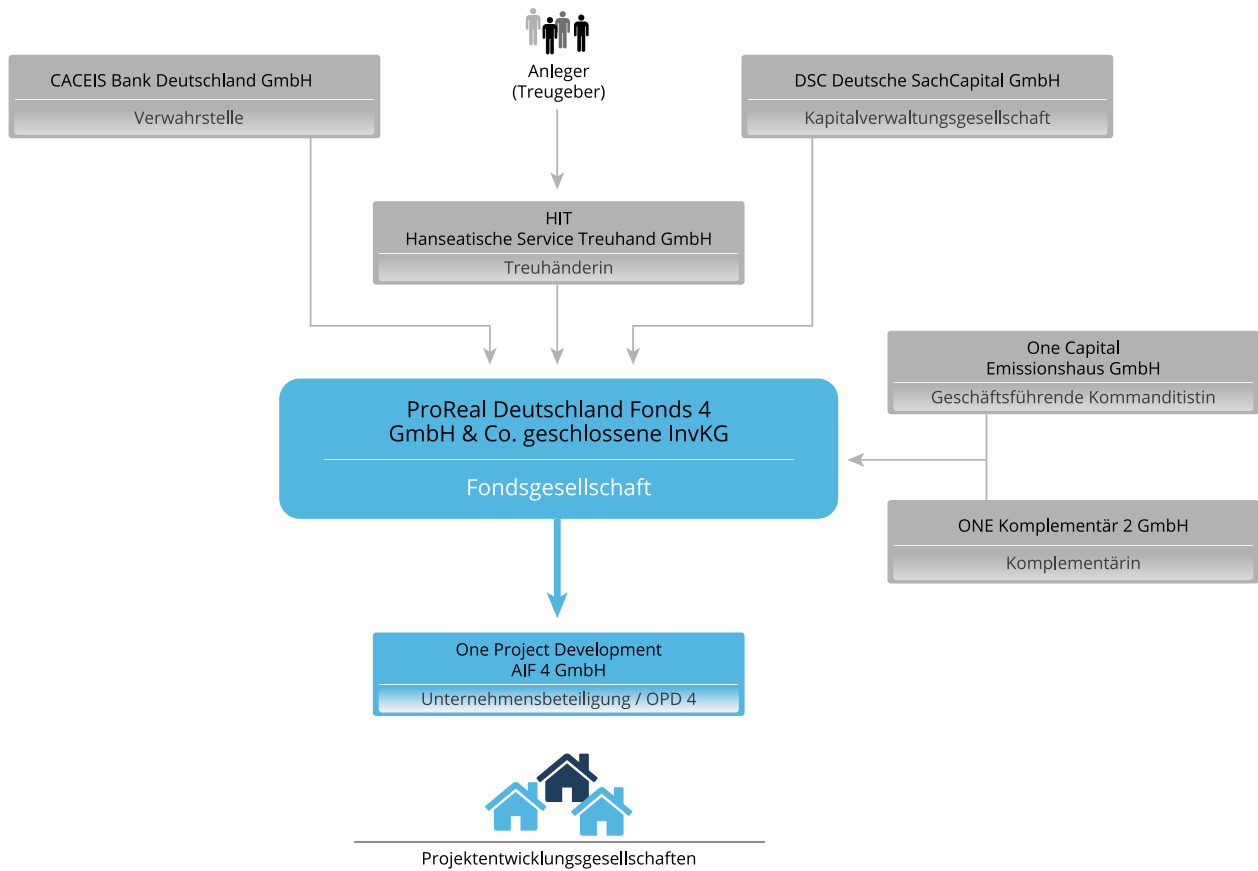 Anleger
(Treugeber)
CACEIS Bank Deutschland GmbH
Verwahrstelle
DSC Deutsche SachCapital GmbH
Kapitalverwaltungsgesellschaft
HIT
Hanseatische Service Treuhand GmbH
Treuhänderin
One Capital
Emissionshaus GmbH
Geschäftsführende Kommanditistin
ProReal Deutschland Fonds 4
GmbH & Co. geschlossene InvKG
Fondsgesellschaft
ONE Komplementär 2 GmbH
Komplementärin
One Project Development
AIF 4 GmbH
Unternehmensbeteiligung / OPD 4
Projektentwicklungsgesellschaften